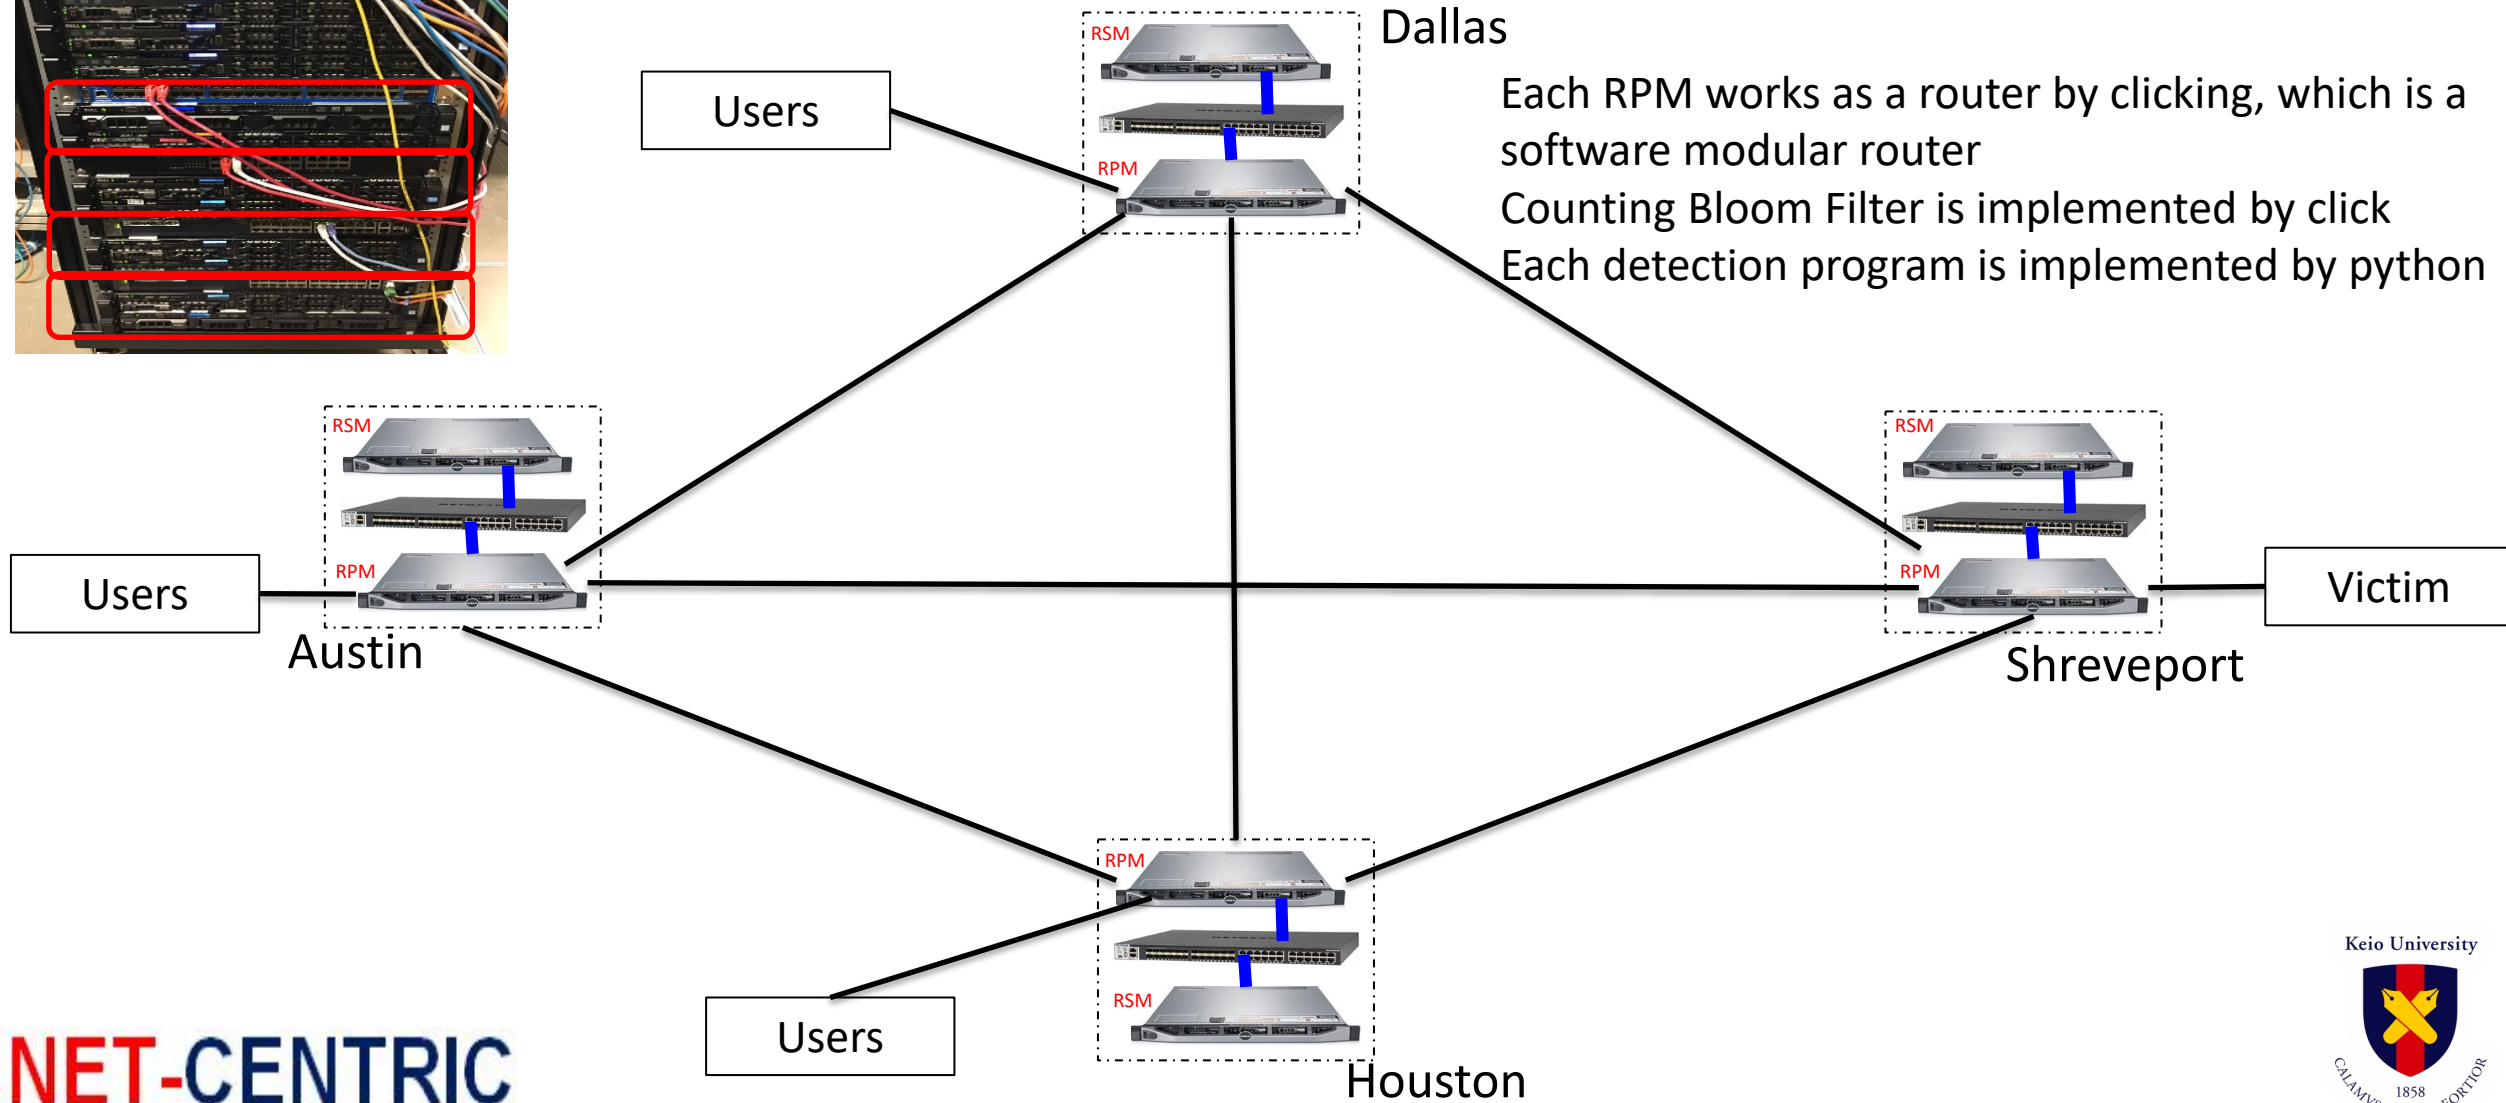 Dallas
RSM
RPM
Users
Each RPM works as a router by clicking, which is a
software modular router
Counting Bloom Filter is implemented by click
Each detection program is implemented by python
RSM
RPM
Users
Austin
RSM
RPM
Victim
Shreveport
RPM
RSM
Users
Houston
NET-CENTRIC
Keio University
CALAMVS
1858
FORTIOR